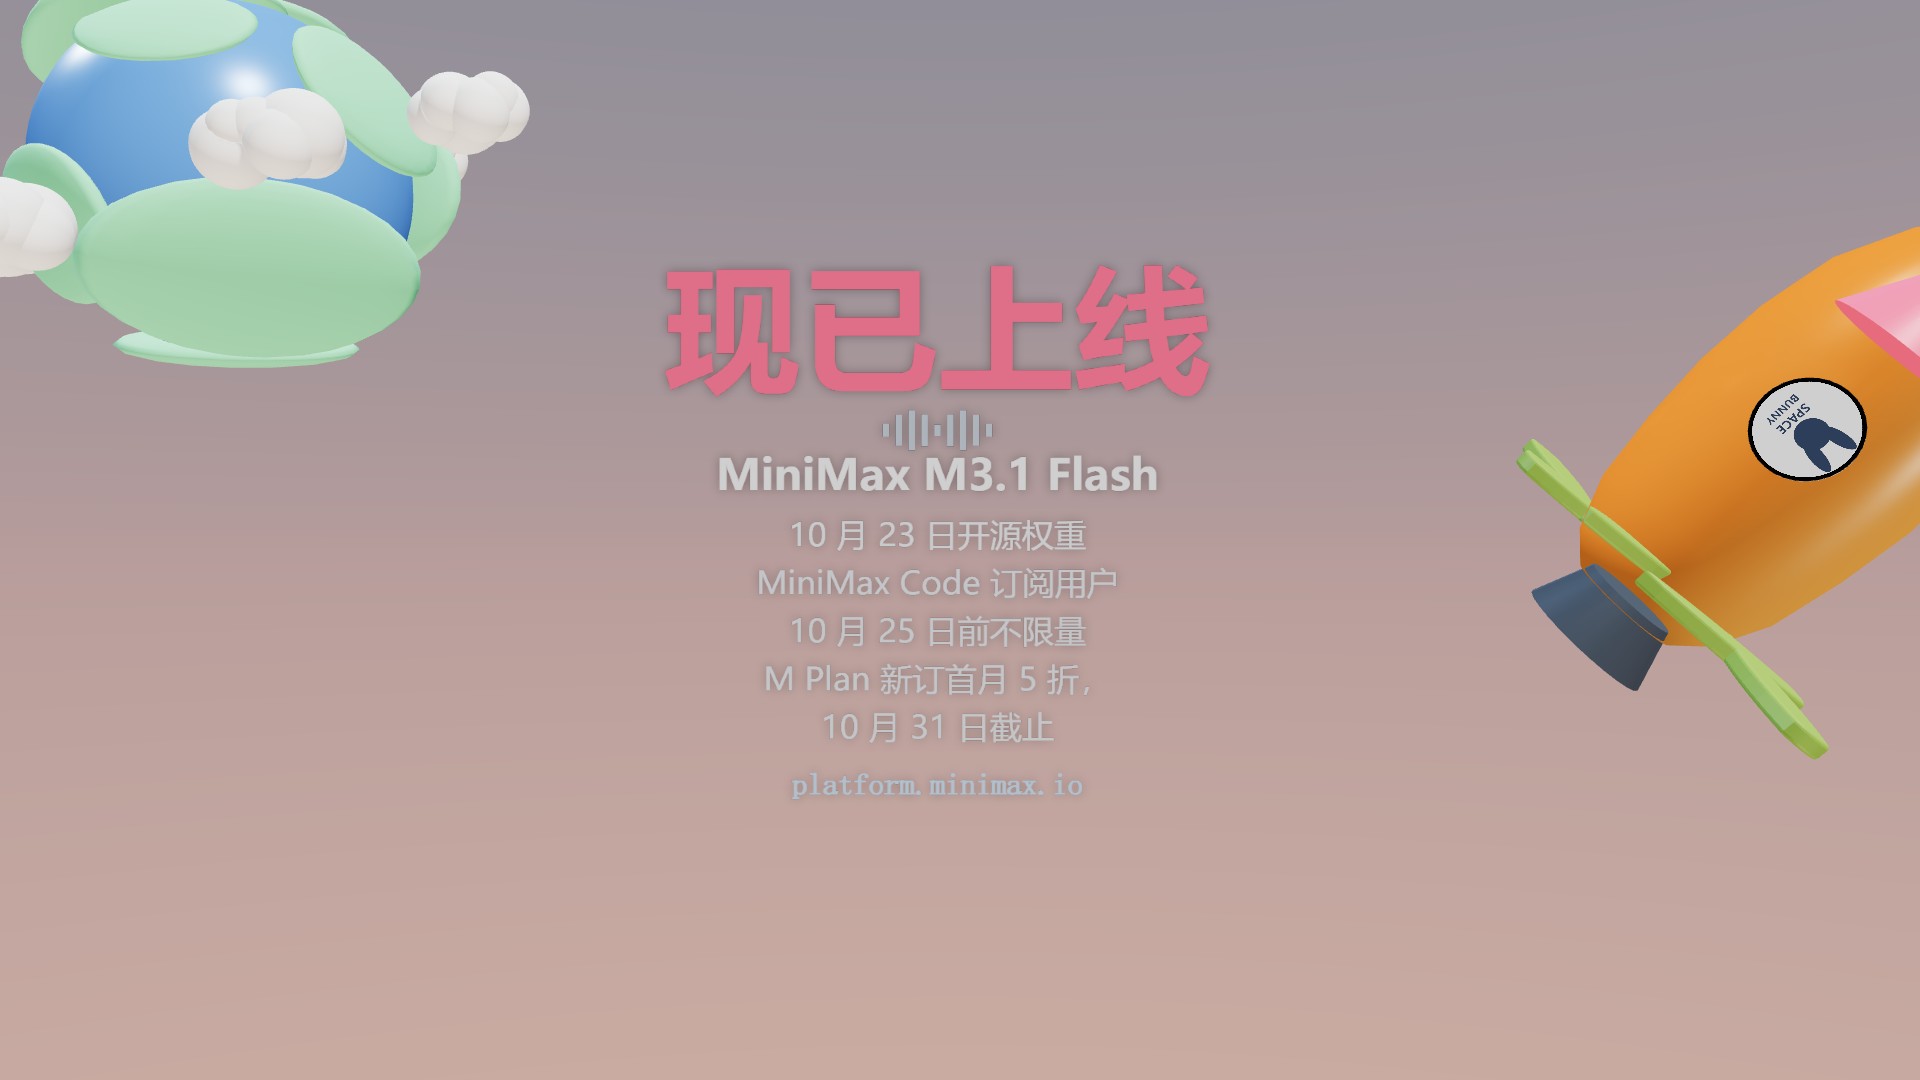 现已上线
MiniMax M3.1 Flash
10 月 23 日开源权重
MiniMax Code 订阅用户
10 月 25 日前不限量
M Plan 新订首月 5 折，
10 月 31 日截止
platform.minimax.io
SPACE
BUNNY